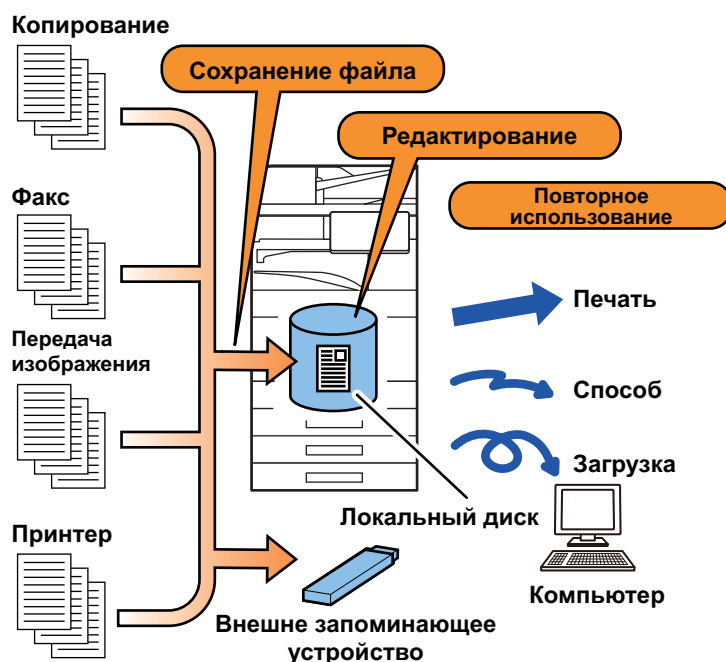 Копирование
Сохранение файла
Редактирование
Факс
Повторное
использование
Печать
Передача
изображения
Способ
Загрузка
Локальный диск
Принтер
Компьютер
Внешне запоминающее
устройство